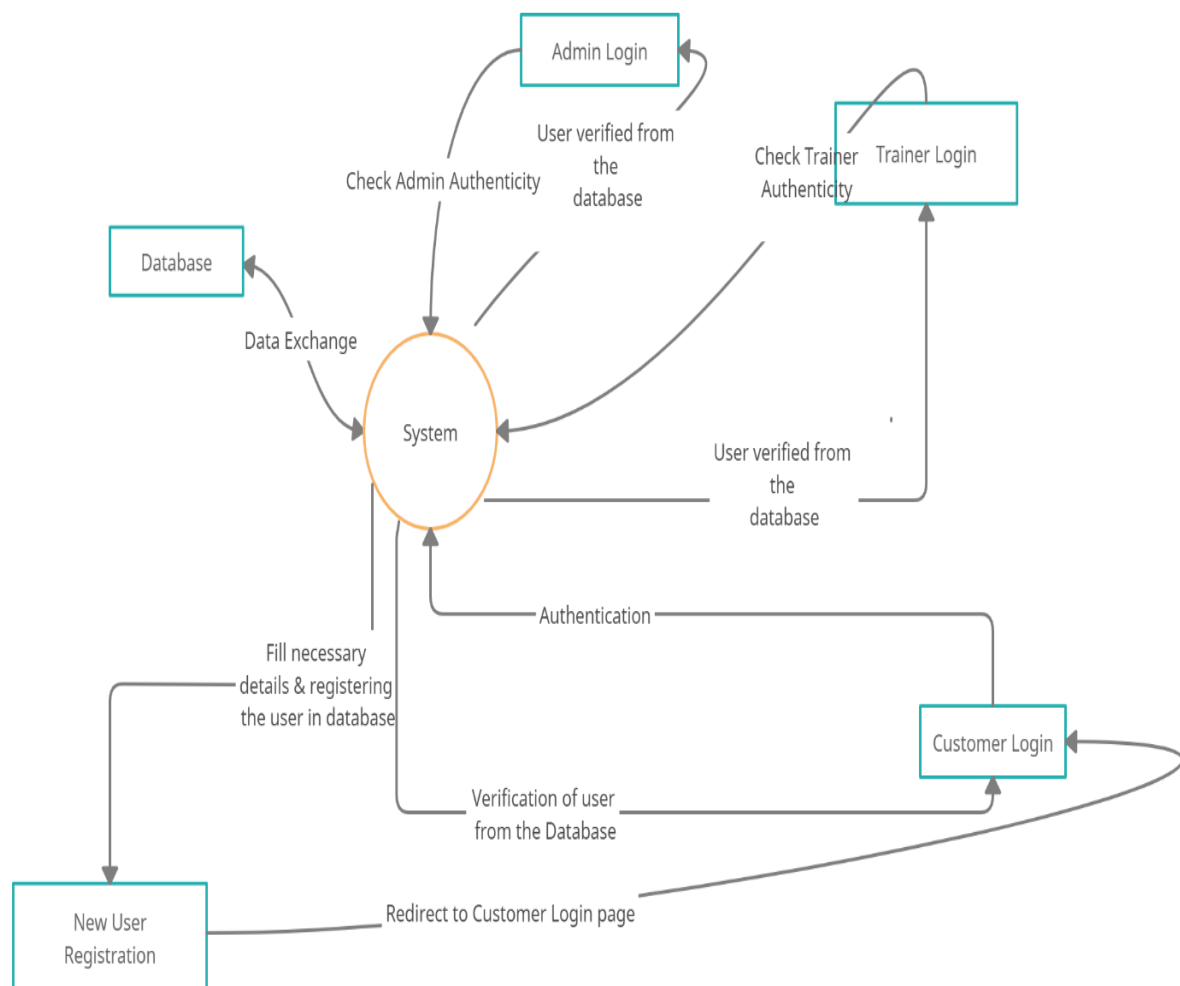 Admin Login
User verified from
the
database
Check Trainer
Authenticity
Trainer Login
Check Admin Authenticity
Database
Data Exchange
System
User verified from
the
database
Authentication
Fill necessary
details & registering
the user in database
Customer Login
Verification of user
from the Database
Redirect to Customer Login page
New User
Registration